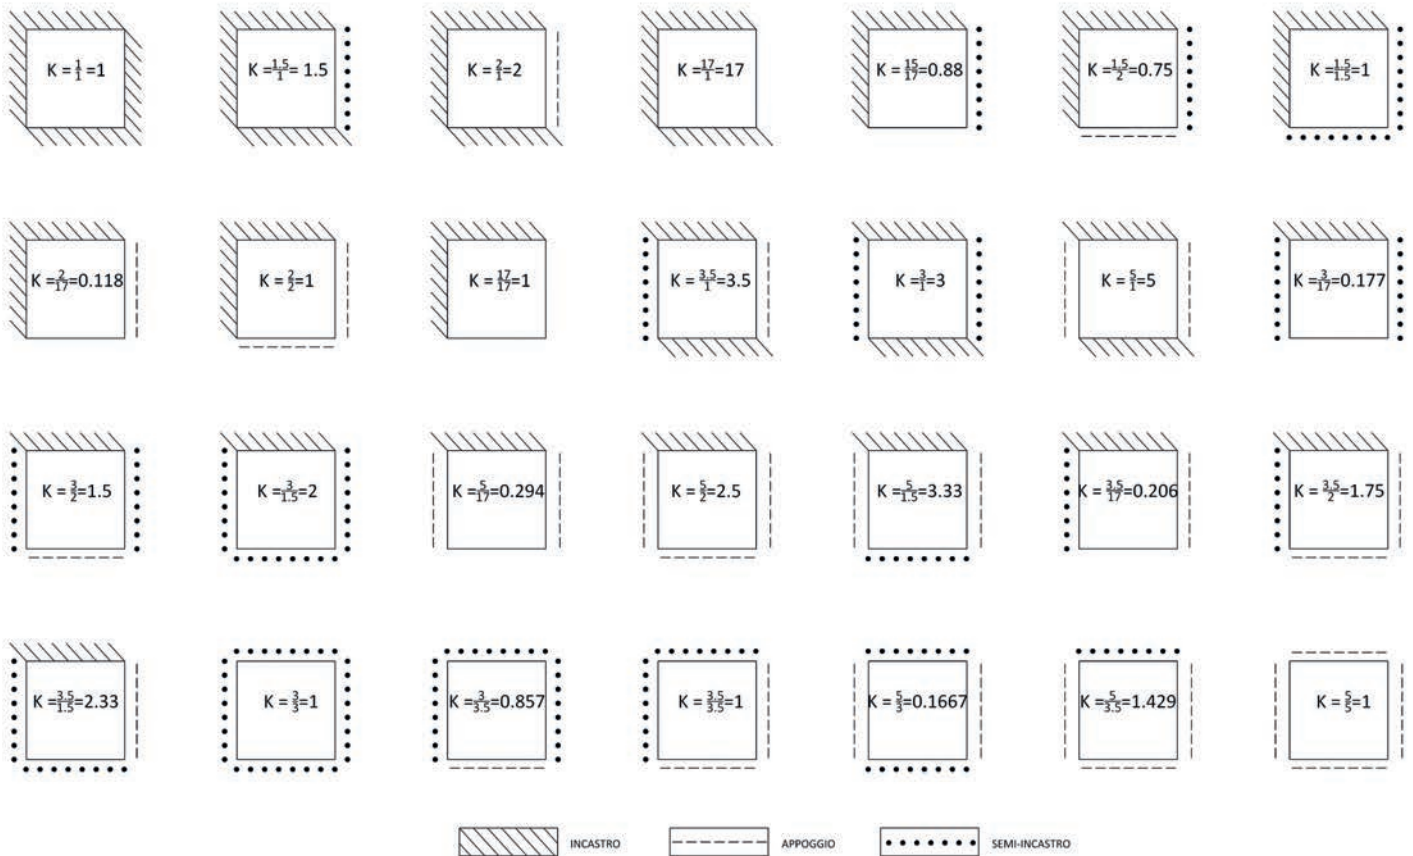 K = 1/1 =1
K = 1.5/1 = 1.5
K = 2/1 =2
K = 17/1 =17
K = 15/17 =0.88
K = 1.5/2 =0.75
K = 1.5/1.5 =1
K = 2/17 =0.118
K = 2/2 =1
K = 17/17 =1
K = 3.5/1 =3.5
K = 3/1 =3
K = 5/1 =5
K = 3/17 =0.177
K = 3/2 =1.5
K = 3/1.5 =2
K = 5/17 =0.294
K = 5/2 =2.5
K = 5/1.5 =3.33
K = 3.5/17 =0.206
K = 3.5/2 =1.75
K = 3.5/1.5 =2.33
K = 3/3 =1
K = 3/3.5 =0.857
K = 3.5/3.5 =1
K = 5/3 =0.1667
K = 5/3.5 =1.429
K = 5/5 =1
INCASTRO
APPOGGIO
SEMI-INCASTRO